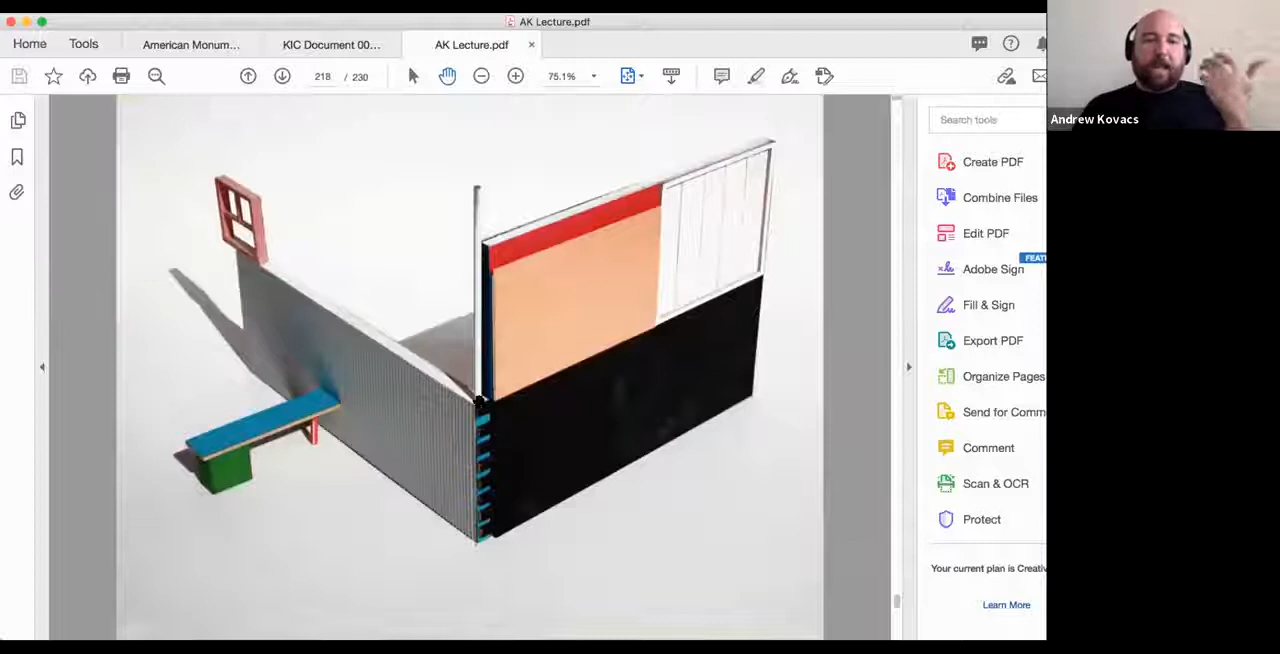 AK Lecture.pdf
Home Tools American Monum... KIC Document 00... AK Lecture.pdf ×
218 / 230 75.1%
Search tools
Create PDF
Combine Files
Edit PDF
FEAT
Adobe Sign
Fill & Sign
Export PDF
Organize Pages
Send for Comm
Comment
Scan & OCR
Protect
Your current plan is Creativ
Learn More
Andrew Kovacs